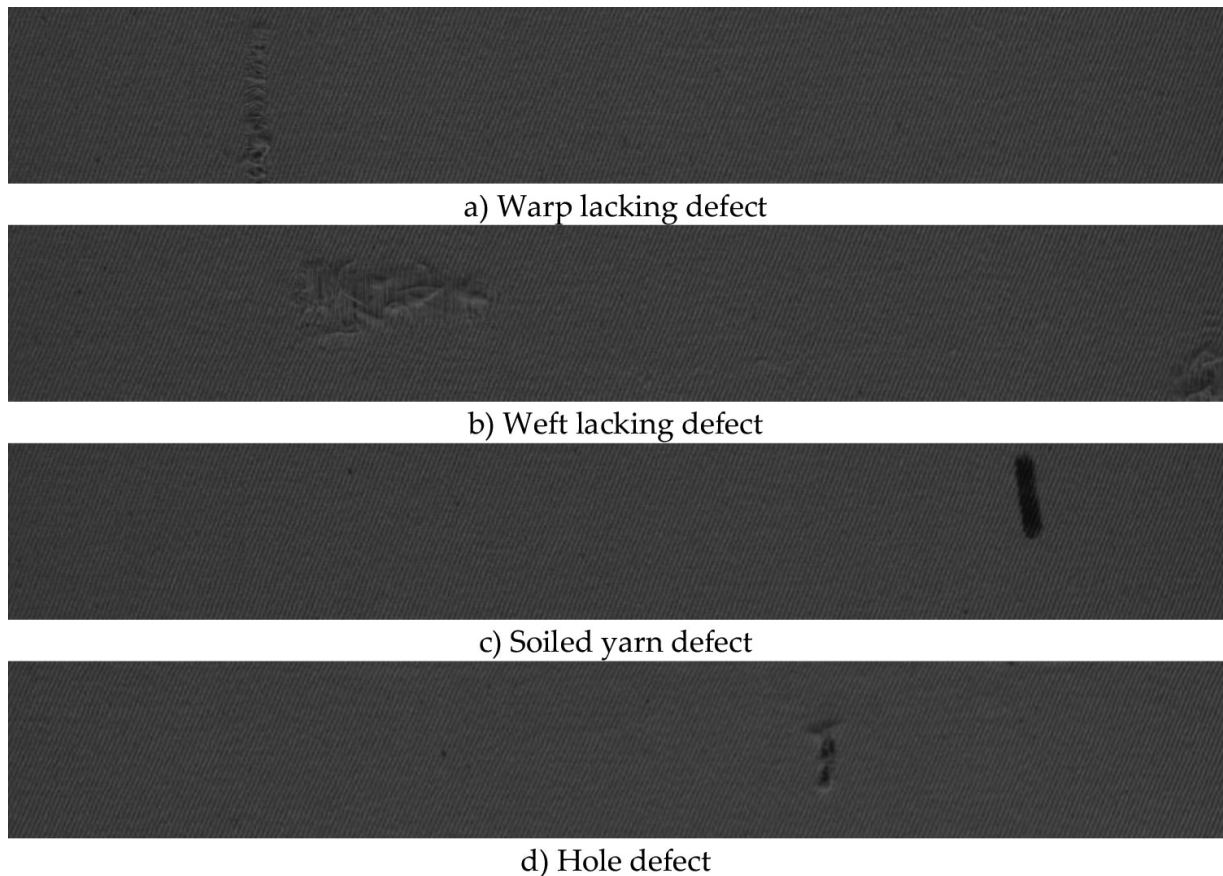 a) Warp lacking defect
b) Weft lacking defect
c) Soiled yarn defect
d) Hole defect